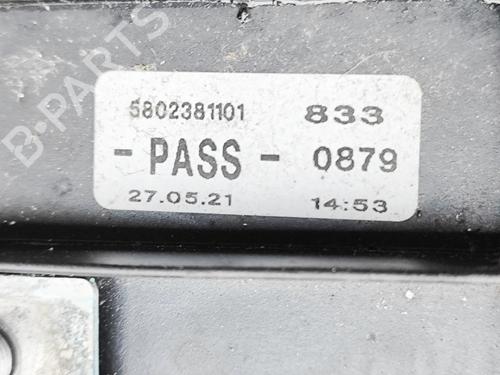 B-PARTS
5802381101 833
- PASS - 0879
27.05.21 14:53